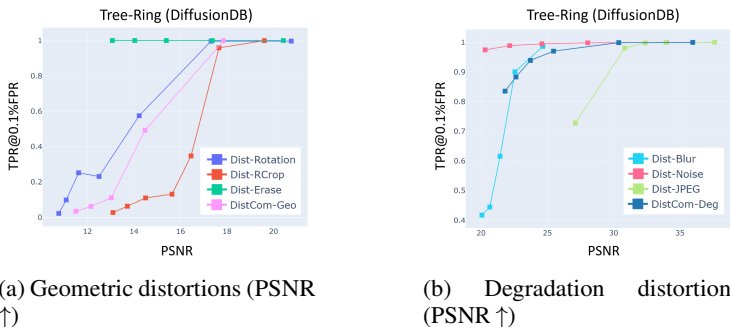 Tree-Ring (DiffusionDB)
TPR@0.1%FPR
1
0.8
0.6
0.4
0.2
0
12
14
16
18
20
PSNR
Dist-Rotation
Dist-RCrop
Dist-Erase
DistCom-Geo
(a) Geometric distortions (PSNR
↑)
Tree-Ring (DiffusionDB)
TPR@0.1%FPR
1
0.9
0.8
0.7
0.6
0.5
0.4
20
25
30
35
PSNR
Dist-Blur
Dist-Noise
Dist-JPEG
DistCom-Deg
(b) Degradation distortion
(PSNR ↑)